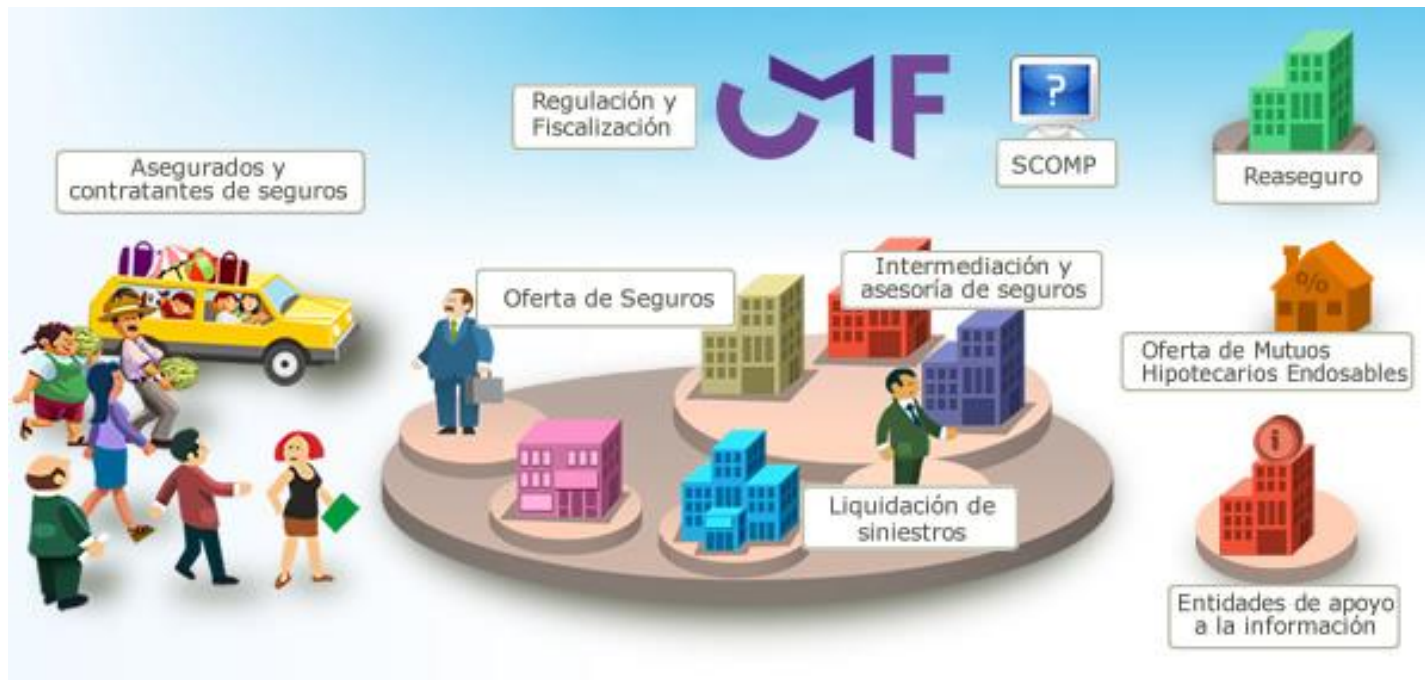 Regulación y
Fiscalización
CMF
?
SCOMP
Reaseguro
Asegurados y
contratantes de seguros
Oferta de Seguros
Intermediación y
asesoría de seguros
%
Oferta de Mutuos
Hipotecarios Endosables
Liquidación de
siniestros
i
Entidades de apoyo
a la información